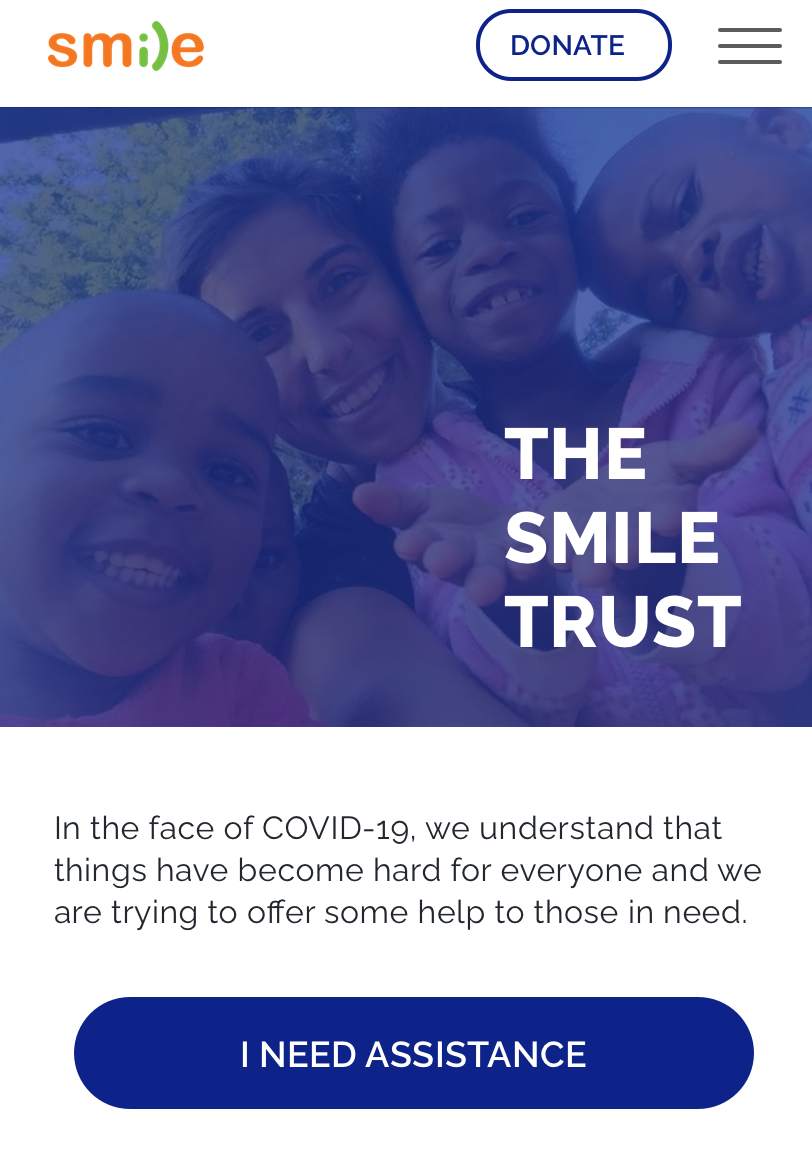 smile
DONATE
THE
SMILE
TRUST
In the face of COVID-19, we understand that
things have become hard for everyone and we
are trying to offer some help to those in need.
I NEED ASSISTANCE